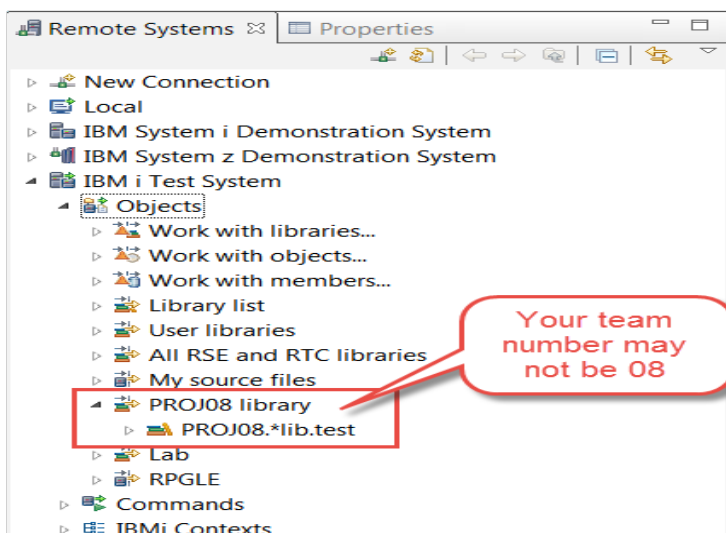 Remote Systems
Properties
New Connection
Local
IBM System i Demonstration System
IBM System z Demonstration System
IBM i Test System
Objects
Work with libraries...
Work with objects...
Work with members...
Library list
User libraries
All RSE and RTC libraries
My source files
PROJ08 library
PROJ08.*lib.test
Lab
RPGLE
Commands
IBMi Contexts
Your team
number may
not be 08